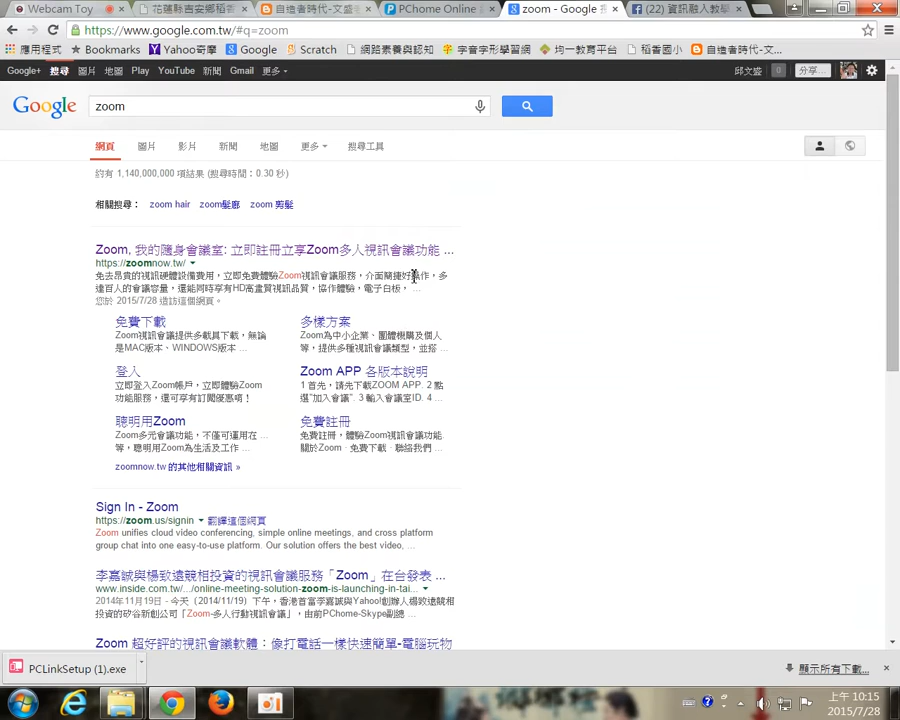 Webcam Toy
花蓮縣吉安鄉稻香
自造者時代-文盛
PChome Online
zoom - Google
(22) 資訊融入教學
https://www.google.com.tw/#q=zoom
應用程式 Bookmarks Yahoo奇摩 Google Scratch 網路素養與認知 字音字形學習網 均一教育平台 稻香國小 自造者時代-文...
Google+ 搜尋 圖片 地圖 Play YouTube 新聞 Gmail 更多
邱文盛 0 分享...
Google zoom
網頁 圖片 影片 新聞 地圖 更多 搜尋工具
約有 1,140,000,000 項結果 (搜尋時間：0.30 秒)
相關搜尋： zoom hair zoom髮廊 zoom 剪髮
Zoom, 我的隨身會議室: 立即註冊立享Zoom多人視訊會議功能 ...
https://zoomnow.tw/
免去昂貴的視訊硬體設備費用，立即免費體驗Zoom視訊會議服務，介面簡捷好操作，多
達百人的會議容量，還能同時享有HD高畫質視訊品質，協作體驗，電子白板， ...
您於 2015/7/28 造訪這個網頁。
免費下載
Zoom視訊會議提供多載具下載，無論
是MAC版本、WINDOWS版本 ...
多樣方案
Zoom為中小企業、團體機購及個人
等，提供多種視訊會議類型，並搭 ...
登入
立即登入Zoom帳戶，立即體驗Zoom
功能服務，還可享有訂閱優惠唷！
Zoom APP 各版本說明
1 首先，請先下載ZOOM APP. 2 點
選"加入會議". 3 輸入會議室ID. 4 ...
聰明用Zoom
Zoom多元會議功能，不僅可運用在 ...
等，聰明用Zoom為生活及工作 ...
免費註冊
免費註冊，體驗Zoom視訊會議功能.
關於Zoom · 免費下載 · 聯絡我們 ...
zoomnow.tw 的其他相關資訊 »
Sign In - Zoom
https://zoom.us/signin 翻譯這個網頁
Zoom unifies cloud video conferencing, simple online meetings, and cross platform
group chat into one easy-to-use platform. Our solution offers the best video, ...
李嘉誠與楊致遠競相投資的視訊會議服務「Zoom」在台發表 ...
www.inside.com.tw/.../online-meeting-solution-zoom-is-launching-in-tai...
2014年11月19日 - 今天（2014/11/19）下午，香港首富李嘉誠與Yahoo!創辦人楊致遠競相
投資的矽谷新創公司「Zoom-多人行動視訊會議」，由前PChome-Skype副總 ...
Zoom 超好評的視訊會議軟體：像打電話一樣快速簡單-電腦玩物
PCLinkSetup (1).exe
顯示所有下載...
上午 10:15
2015/7/28